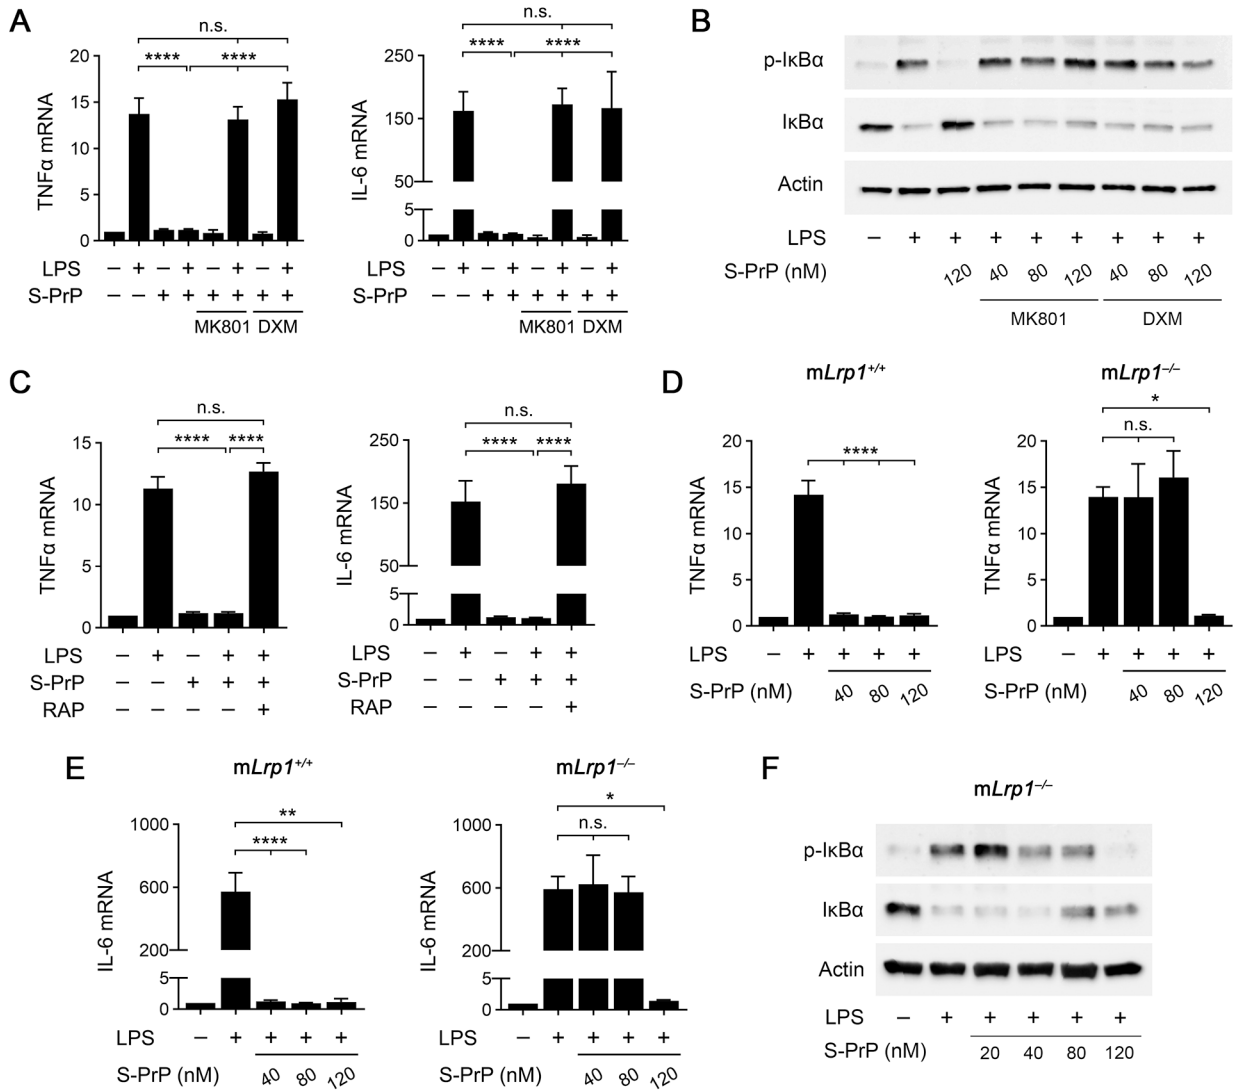 A
n.s.
**** ****
TNFα mRNA
20
15
10
5
0
LPS – + – + – + – +
S-PrP – – + + + + + +
MK801 DXM
n.s.
**** ****
IL-6 mRNA
250
150
50
5
0
LPS – + – + – + – +
S-PrP – – + + + + + +
MK801 DXM
B
p-IκBα
IκBα
Actin
LPS – + + + + + + + +
S-PrP (nM) 120 40 80 120 40 80 120
MK801 DXM
C
n.s.
**** ****
TNFα mRNA
15
10
5
0
LPS – + – + +
S-PrP – – + + +
RAP – – – – +
n.s.
**** ****
IL-6 mRNA
250
150
50
5
0
LPS – + – + +
S-PrP – – + + +
RAP – – – – +
D
mLrp1+/+
****
TNFα mRNA
20
15
10
5
0
LPS – + + + +
S-PrP (nM) 40 80 120
mLrp1–/–
*
n.s.
TNFα mRNA
20
15
10
5
0
LPS – + + + +
S-PrP (nM) 40 80 120
E
mLrp1+/+
**
****
IL-6 mRNA
1000
600
200
5
0
LPS – + + + +
S-PrP (nM) 40 80 120
mLrp1–/–
*
n.s.
IL-6 mRNA
1000
600
200
5
0
LPS – + + + +
S-PrP (nM) 40 80 120
F
mLrp1–/–
p-IκBα
IκBα
Actin
LPS – + + + + +
S-PrP (nM) 20 40 80 120